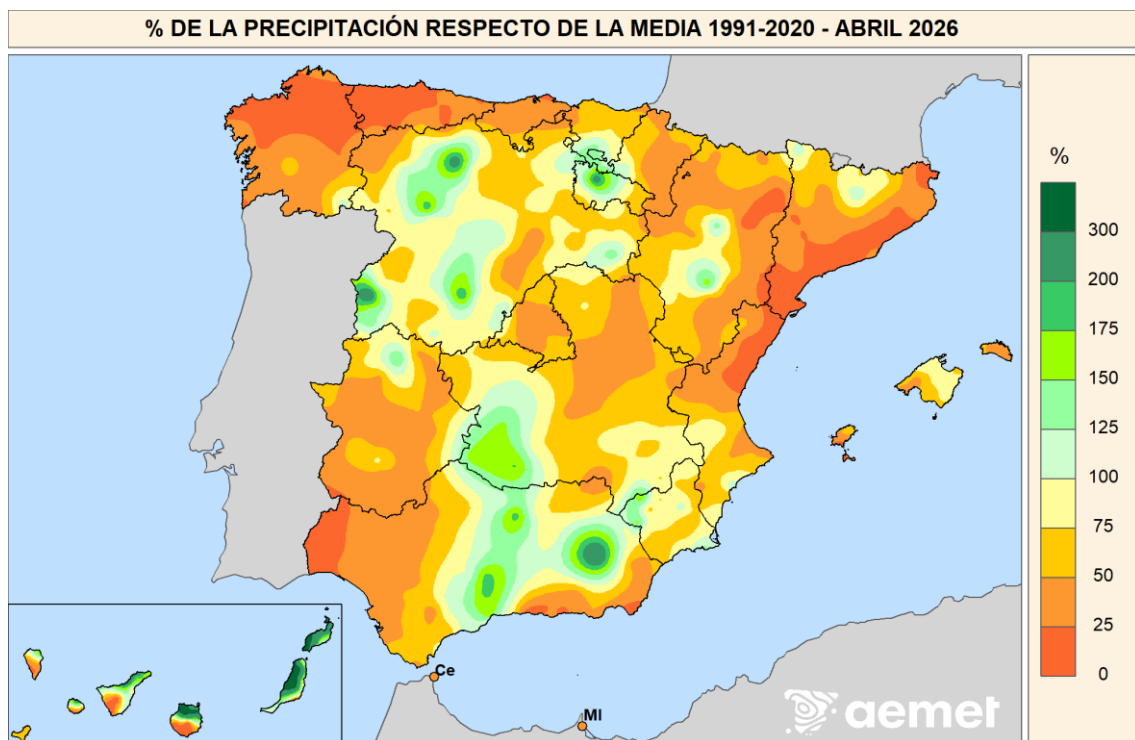 % DE LA PRECIPITACIÓN RESPECTO DE LA MEDIA 1991-2020 - ABRIL 2026
%
300
200
175
150
125
100
75
50
25
0
Ce
Ml
aemet